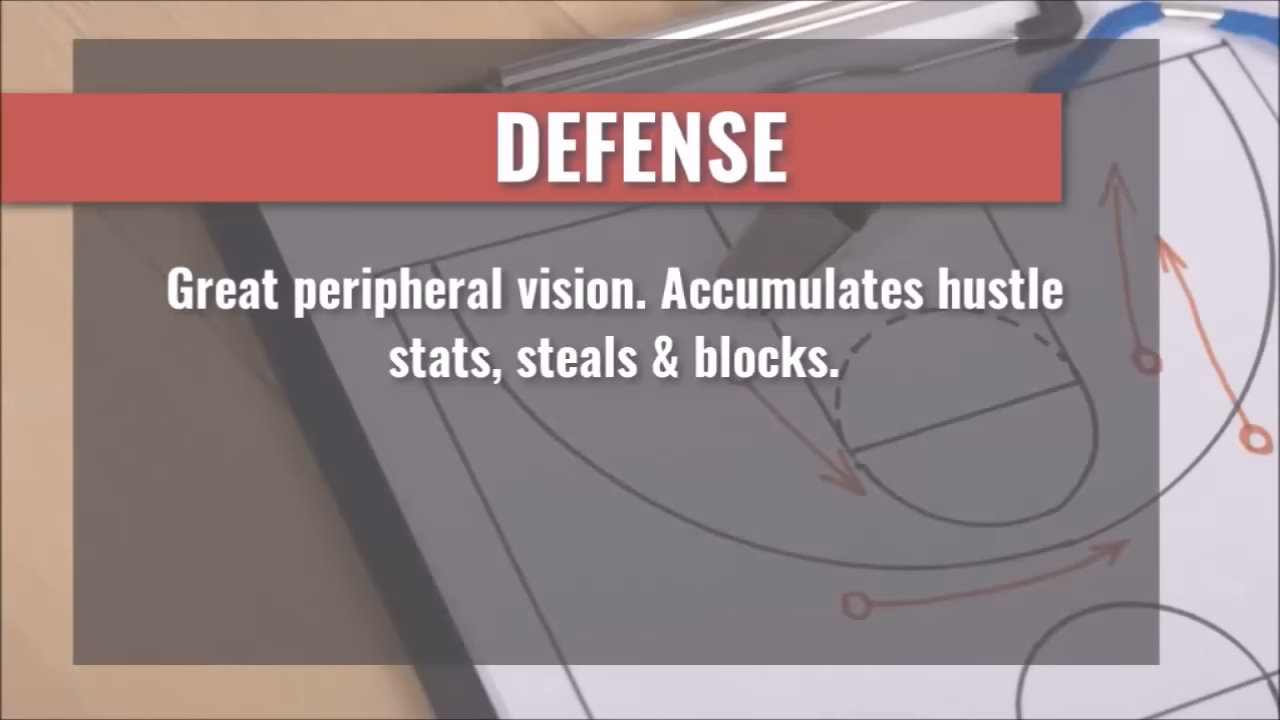 DEFENSE
Great peripheral vision. Accumulates hustle
stats, steals & blocks.